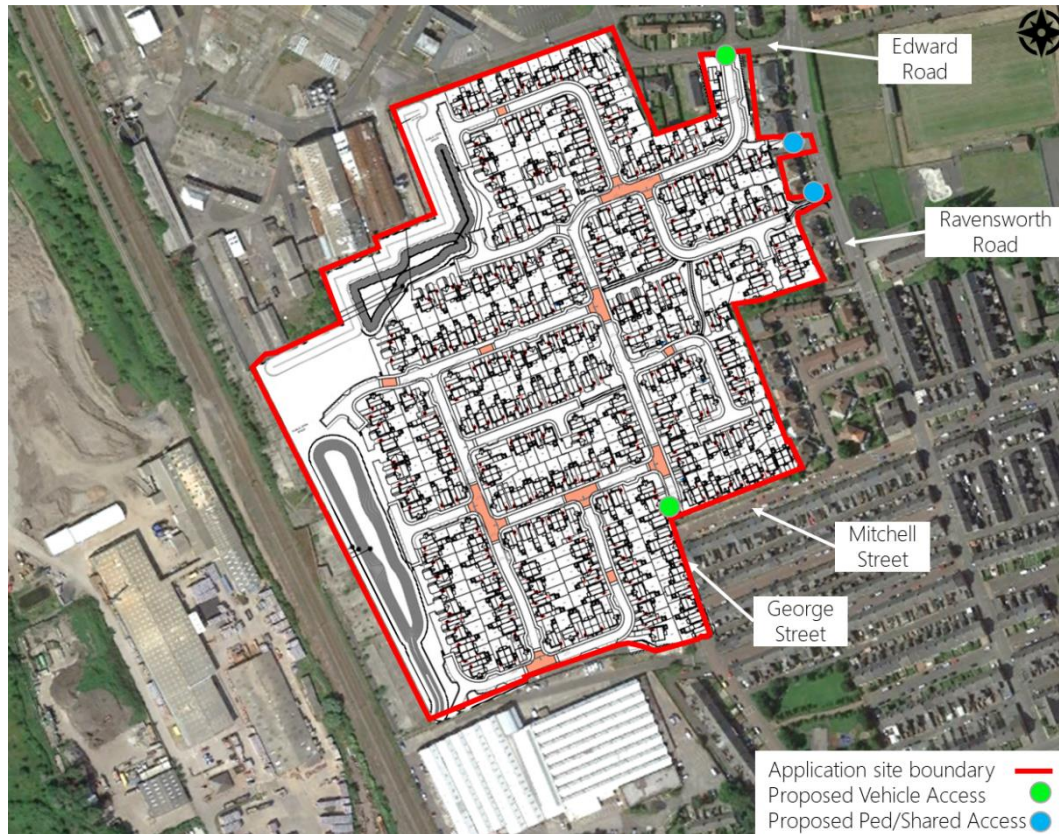 Edward
Road
Ravensworth
Road
Mitchell
Street
George
Street
Application site boundary
Proposed Vehicle Access
Proposed Ped/Shared Access